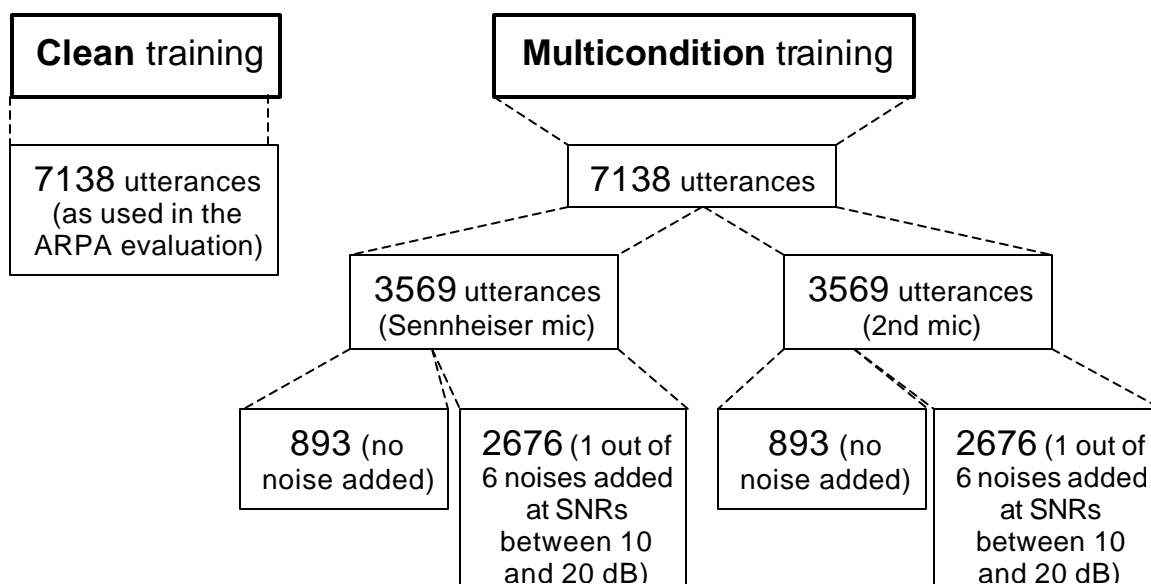 Clean training
Multicondition training
7138 utterances
(as used in the
ARPA evaluation)
7138 utterances
3569 utterances
(Sennheiser mic)
3569 utterances
(2nd mic)
893 (no
noise added)
2676 (1 out of
6 noises added
at SNRs
between 10
and 20 dB)
893 (no
noise added)
2676 (1 out of
6 noises added
at SNRs
between 10
and 20 dB)